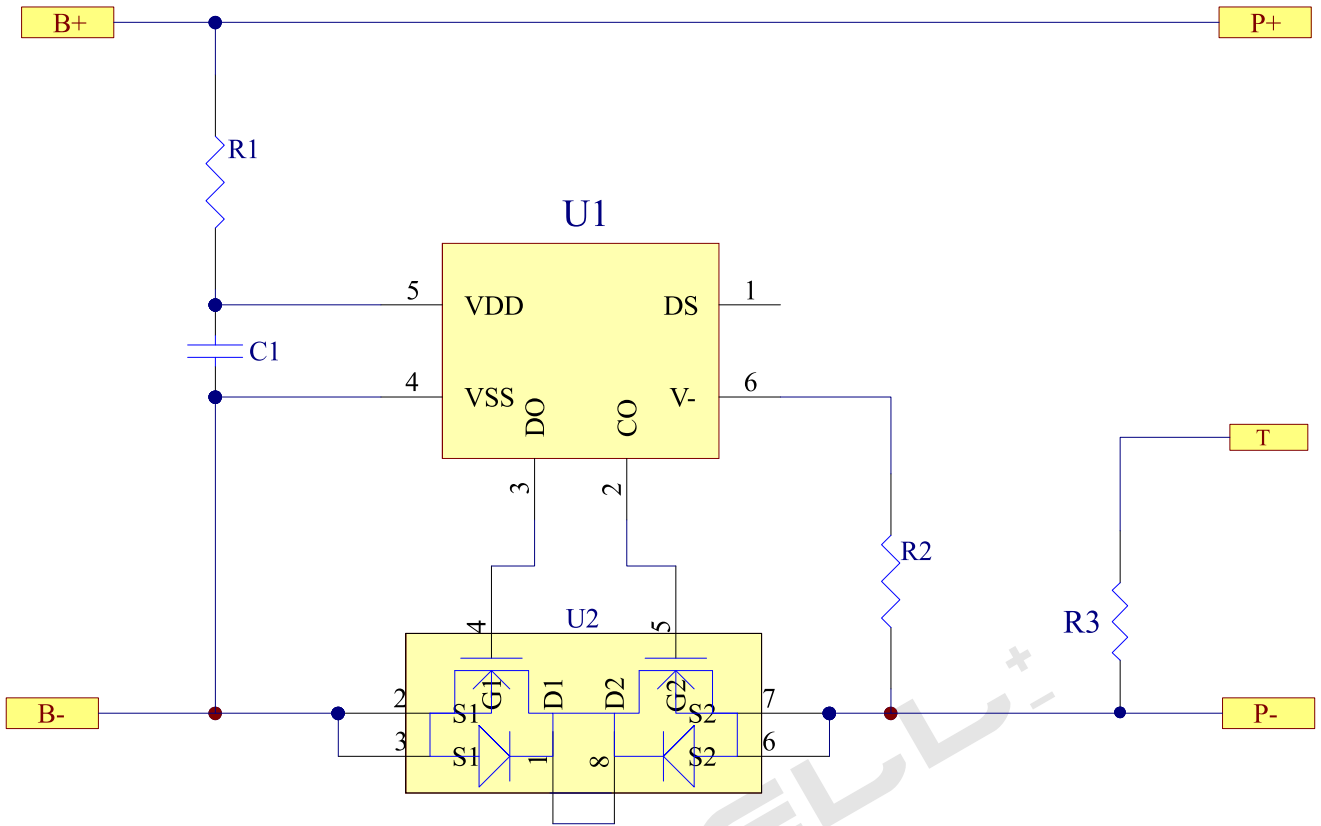 B+
P+
R1
U1
5
VDD
DS
1
C1
4
VSS
DO
CO
V-
6
T
3
2
R2
R3
U2
4
5
2
S1
G1
D1
D2
G2
S2
7
B-
P-
3
S1
1
8
S2
6